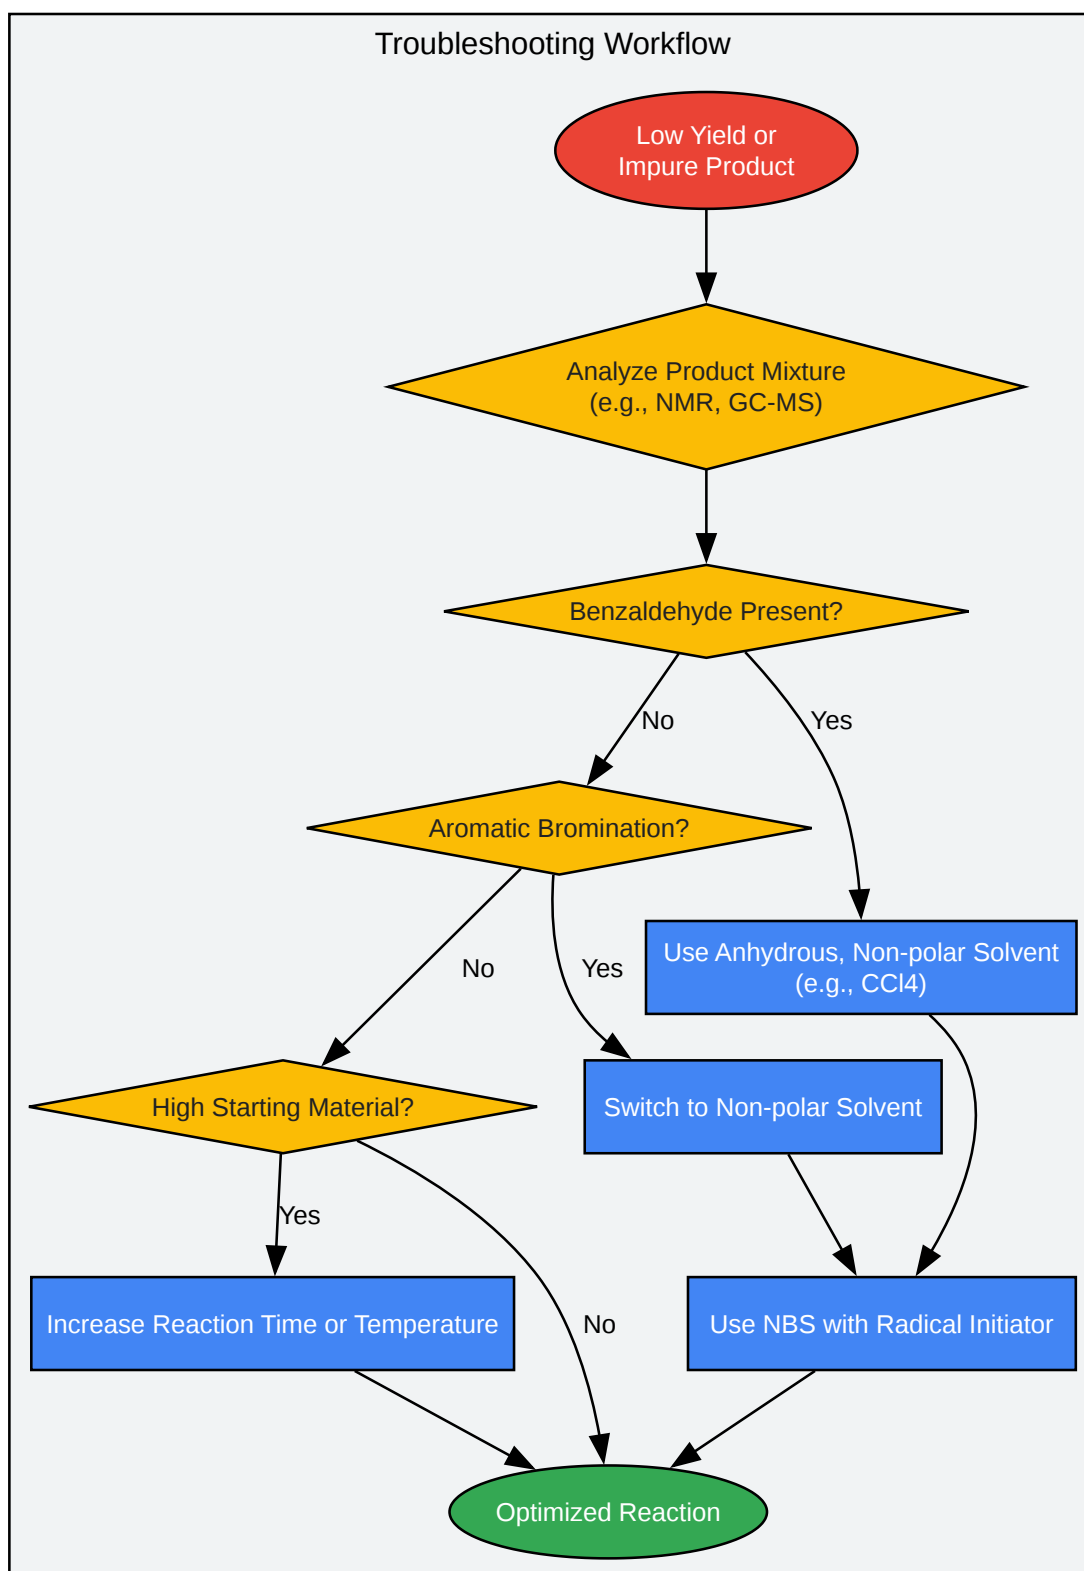 Troubleshooting Workflow
Low Yield or
Impure Product
Analyze Product Mixture
(e.g., NMR, GC-MS)
Benzaldehyde Present?
No
Yes
Aromatic Bromination?
No
Yes
Use Anhydrous, Non-polar Solvent
(e.g., CCl4)
High Starting Material?
Switch to Non-polar Solvent
Yes
No
Increase Reaction Time or Temperature
Use NBS with Radical Initiator
Optimized Reaction